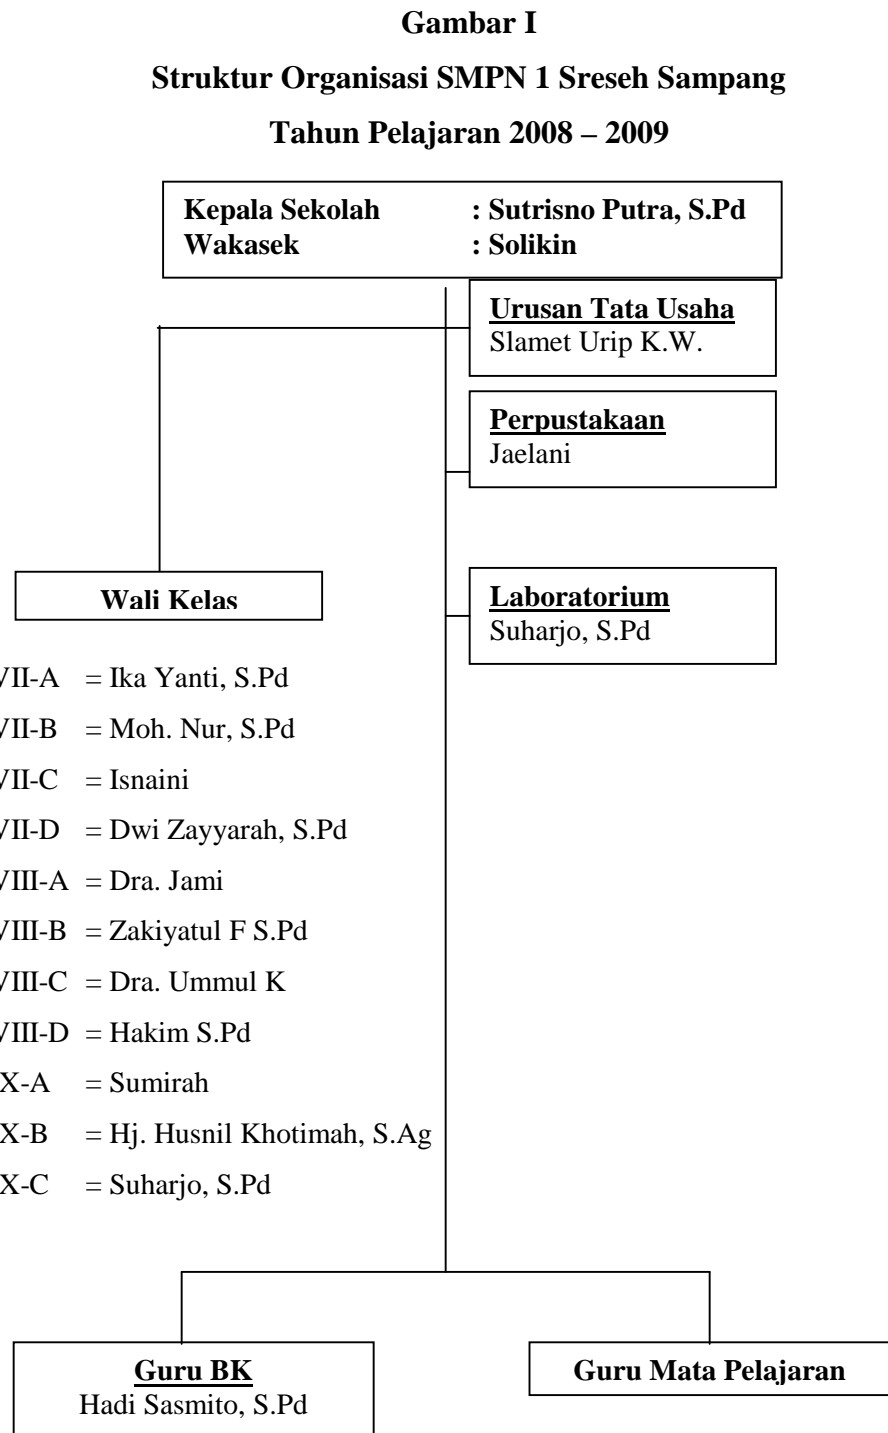 Gambar I
Struktur Organisasi SMPN 1 Sreseh Sampang
Tahun Pelajaran 2008 – 2009
Kepala Sekolah : Sutrisno Putra, S.Pd
Wakasek : Solikin
Urusan Tata Usaha
Slamet Urip K.W.
Perpustakaan
Jaelani
Laboratorium
Suharjo, S.Pd
Wali Kelas
VII-A = Ika Yanti, S.Pd
VII-B = Moh. Nur, S.Pd
VII-C = Isnaini
VII-D = Dwi Zayyarah, S.Pd
VIII-A = Dra. Jami
VIII-B = Zakiyatul F S.Pd
VIII-C = Dra. Ummul K
VIII-D = Hakim S.Pd
X-A = Sumirah
X-B = Hj. Husnil Khotimah, S.Ag
X-C = Suharjo, S.Pd
Guru BK
Hadi Sasmito, S.Pd
Guru Mata Pelajaran